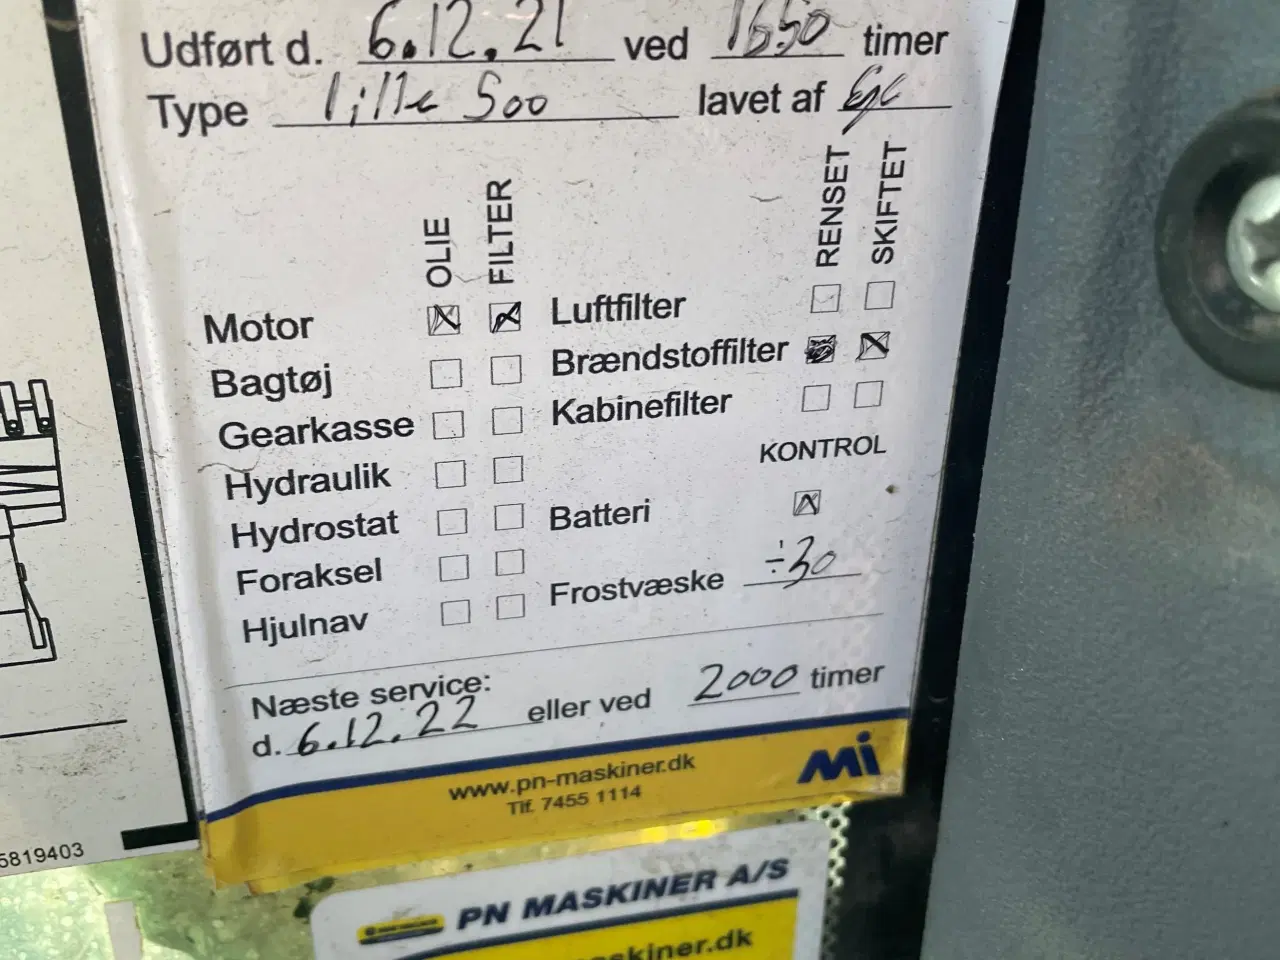 Udført d. 6.12.21 ved 1550 timer
Type lille 500 lavet af
OLIE FILTER RENSET SKIFTET
Motor Luftfilter
Bagtøj Brændstoffilter
Gearkasse Kabinefilter
KONTROL
Hydraulik
Hydrostat Batteri
Foraksel Frostvæske ÷30
Hjulnav
Næste service:
d. 6.12.22 eller ved 2000 timer
www.pn-maskiner.dk
Tlf. 7455 1114
Mi
5819403
PN MASKINER A/S
skiner.dk